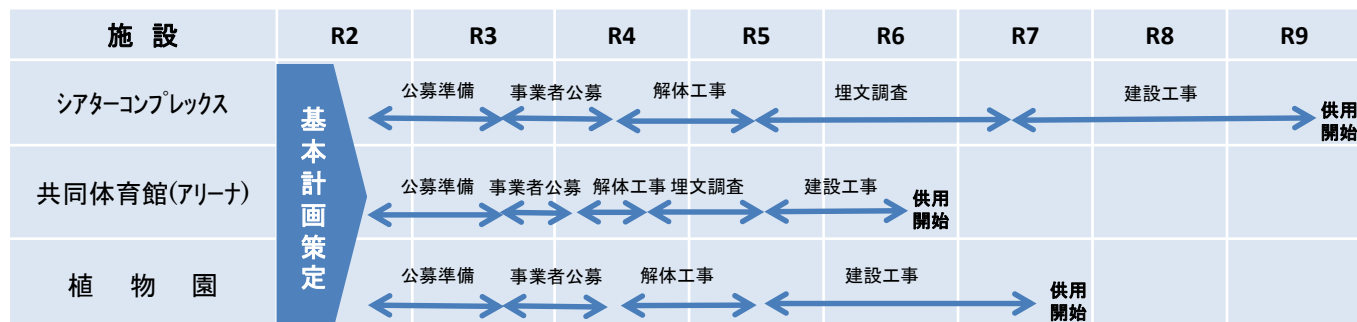 施設 R2 R3 R4 R5 R6 R7 R8 R9
基本計画策定
シアターコンプレックス 公募準備 事業者公募 解体工事 埋文調査 建設工事 供用
開始
共同体育館(アリーナ) 公募準備 事業者公募 解体工事 埋文調査 建設工事 供用
開始
植物園 公募準備 事業者公募 解体工事 建設工事 供用
開始